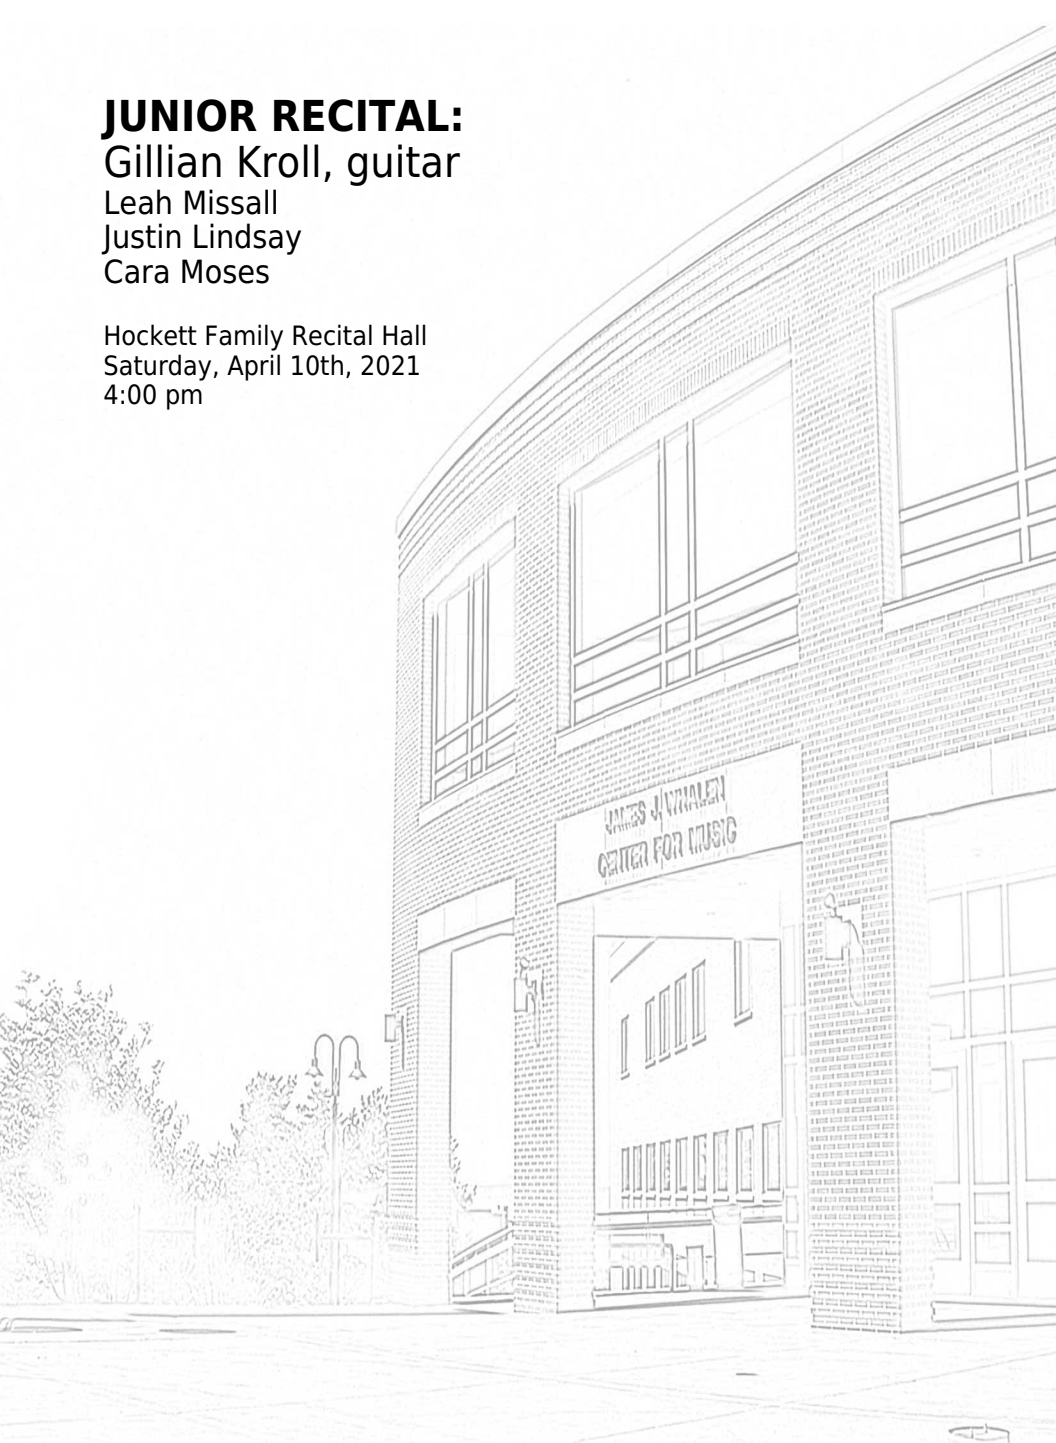 JUNIOR RECITAL:
Gillian Kroll, guitar
Leah Missall
Justin Lindsay
Cara Moses
Hockett Family Recital Hall
Saturday, April 10th, 2021
4:00 pm
JAMES J. WHALEN
CENTER FOR MUSIC